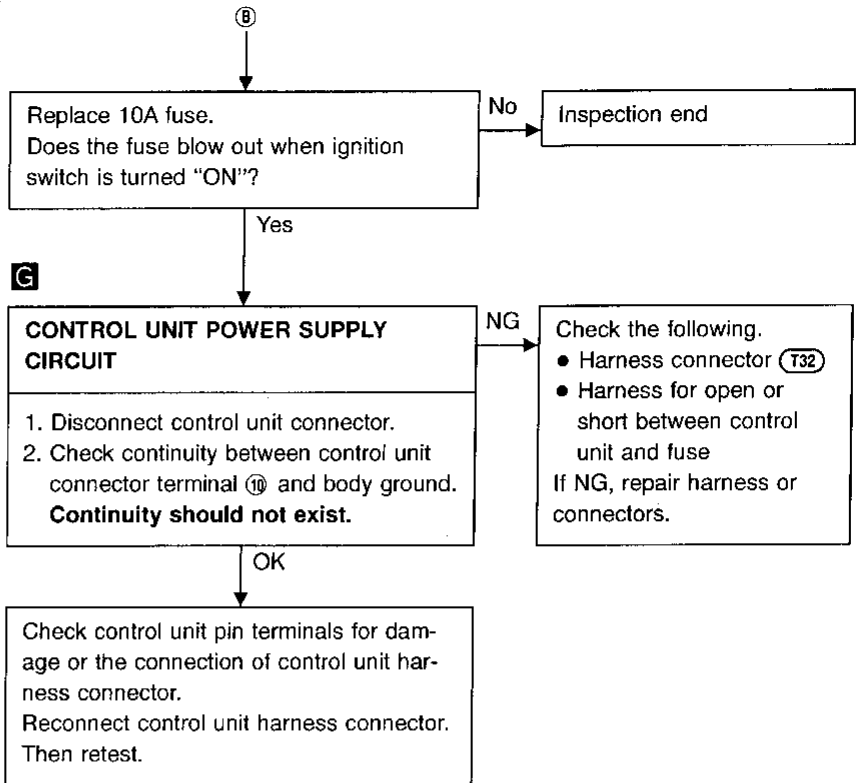 Ⓑ
Replace 10A fuse.
Does the fuse blow out when ignition
switch is turned "ON"?
No
Inspection end
Yes
G
CONTROL UNIT POWER SUPPLY
CIRCUIT
1. Disconnect control unit connector.
2. Check continuity between control unit
connector terminal ⑩ and body ground.
Continuity should not exist.
NG
Check the following.
● Harness connector T32
● Harness for open or
short between control
unit and fuse
If NG, repair harness or
connectors.
OK
Check control unit pin terminals for dam-
age or the connection of control unit har-
ness connector.
Reconnect control unit harness connector.
Then retest.